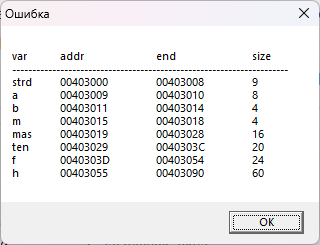 Ошибка
var addr end size
--------------------------------------------------------------------
strd 00403000 00403008 9
a 00403009 00403010 8
b 00403011 00403014 4
m 00403015 00403018 4
mas 00403019 00403028 16
ten 00403029 0040303C 20
f 0040303D 00403054 24
h 00403055 00403090 60
OK